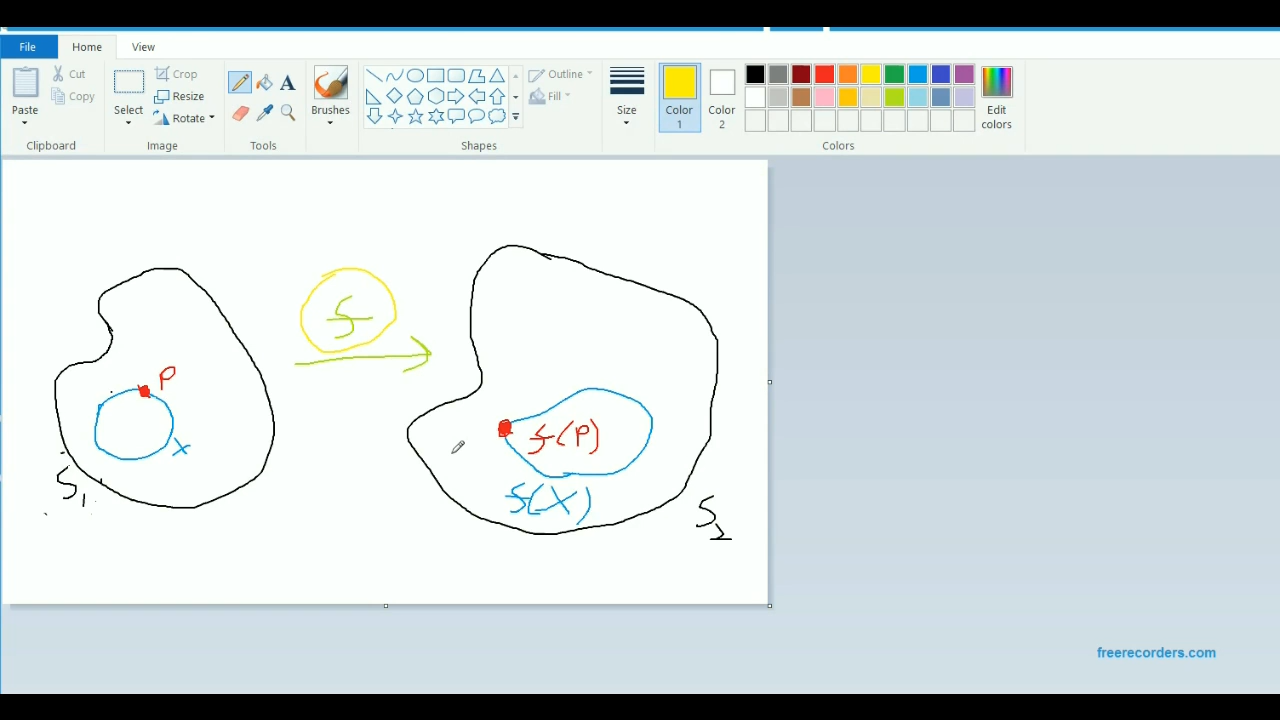 File Home View
Paste Cut Copy Clipboard
Select Crop Resize Rotate Image
Tools
Brushes
Shapes Outline Fill
Size
Color 1 Color 2 Edit colors Colors
f
P
x
S1
f(P)
f(X)
S2
freerecorders.com